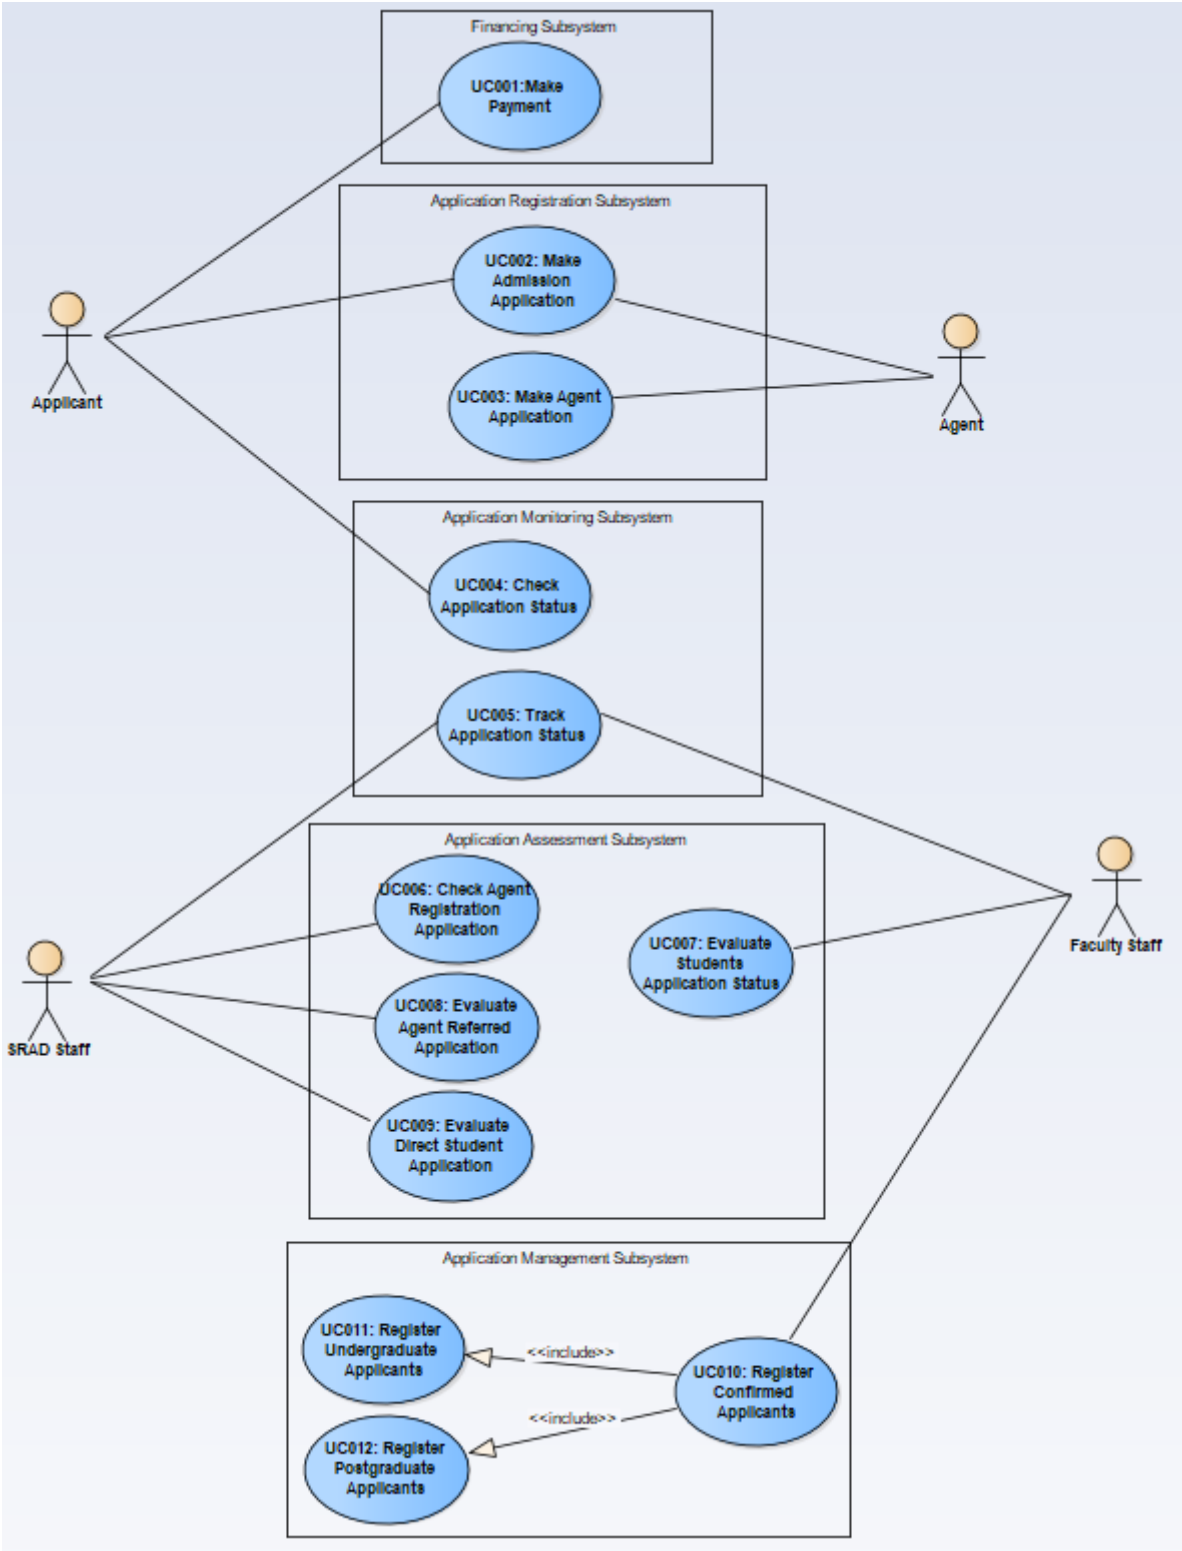 Financing Subsystem
UC001:Make
Payment
Application Registration Subsystem
UC002: Make
Admission
Application
UC003: Make Agent
Application
Applicant
Agent
Application Monitoring Subsystem
UC004: Check
Application Status
UC005: Track
Application Status
Application Assessment Subsystem
UC006: Check Agent
Registration
Application
UC007: Evaluate
Students
Application Status
UC008: Evaluate
Agent Referred
Application
UC009: Evaluate
Direct Student
Application
Faculty Staff
SRAD Staff
Application Management Subsystem
UC011: Register
Undergraduate
Applicants
<<include>>
UC010: Register
Confirmed
Applicants
<<include>>
UC012: Register
Postgraduate
Applicants